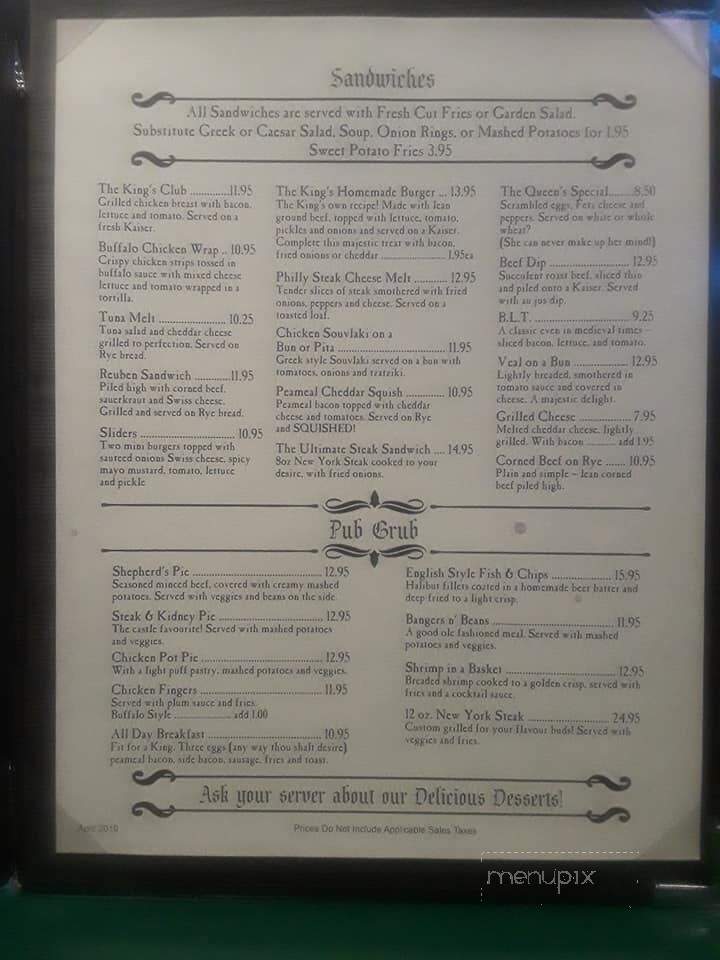 Sandwiches
All Sandwiches are served with Fresh Cut Fries or Garden Salad.
Substitute Greek or Caesar Salad, Soup, Onion Rings, or Mashed Potatoes for 1.95
Sweet Potato Fries 3.95
The King's Club ..............11.95
Grilled chicken breast with bacon,
lettuce and tomato. Served on a
fresh Kaiser.
Buffalo Chicken Wrap .. 10.95
Crispy chicken strips tossed in
buffalo sauce with mixed cheese
lettuce and tomato wrapped in a
tortilla.
Tuna Melt ..................... 10.25
Tuna salad and cheddar cheese
grilled to perfection. Served on
Rye bread.
Reuben Sandwich ...........11.95
Piled high with corned beef,
sauerkraut and Swiss cheese.
Grilled and served on Rye bread.
Sliders ............................ 10.95
Two mini burgers topped with
sauteed onions Swiss cheese, spicy
mayo mustard, tomato, lettuce
and pickle
The King's Homemade Burger ... 13.95
The King's own recipe! Made with lean
ground beef, topped with lettuce, tomato,
pickles and onions and served on a Kaiser.
Complete this majestic treat with bacon,
fried onions or cheddar ............................ 1.95ea
Philly Steak Cheese Melt ........... 12.95
Tender slices of steak smothered with fried
onions, peppers and cheese. Served on a
toasted loaf.
Chicken Souvlaki on a
Bun or Pita ................................ 11.95
Greek style Souvlaki served on a bun with
tomatoes, onions and tzatziki.
Peameal Cheddar Squish ............ 10.95
Peameal bacon topped with cheddar
cheese and tomatoes. Served on Rye
and SQUISHED!
The Ultimate Steak Sandwich .... 14.95
8oz New York Steak cooked to your
desire, with fried onions.
The Queen's Special........8.50
Scrambled eggs, Feta cheese and
peppers. Served on white or whole
wheat?
(She can never make up her mind!)
Beef Dip ........................ 12.95
Succulent roast beef, sliced thin
and piled onto a Kaiser. Served
with au jus dip.
B.L.T. ............................. 9.25
A classic even in medieval times –
sliced bacon, lettuce, and tomato.
Veal on a Bun ............... 12.95
Lightly breaded, smothered in
tomato sauce and covered in
cheese. A majestic delight.
Grilled Cheese ............... 7.95
Melted cheddar cheese, lightly
grilled. With bacon ........... add 1.95
Corned Beef on Rye ...... 10.95
Plain and simple – lean corned
beef piled high.
Pub Grub
Shepherd's Pie ...................................... 12.95
Seasoned minced beef, covered with creamy mashed
potatoes. Served with veggies and beans on the side.
Steak & Kidney Pie ................................ 12.95
The castle favourite! Served with mashed potatoes
and veggies.
Chicken Pot Pie .................................... 12.95
With a light puff pastry, mashed potatoes and veggies.
Chicken Fingers .................................... 11.95
Served with plum sauce and fries.
Buffalo Style ........................ add 1.00
All Day Breakfast .................................. 10.95
Fit for a King. Three eggs (any way thou shalt desire)
peameal bacon, side bacon, sausage, fries and toast.
English Style Fish & Chips .................. 15.95
Halibut fillets coated in a homemade beer batter and
deep fried to a light crisp.
Bangers n' Beans .................................... 11.95
A good ole fashioned meal. Served with mashed
potatoes and veggies.
Shrimp in a Basket ................................ 12.95
Breaded shrimp cooked to a golden crisp, served with
fries and a cocktail sauce.
12 oz. New York Steak ........................ 24.95
Custom grilled for your flavour buds! Served with
veggies and fries.
Ask your server about our Delicious Desserts!
April 2010
Prices Do Not Include Applicable Sales Taxes
menupix